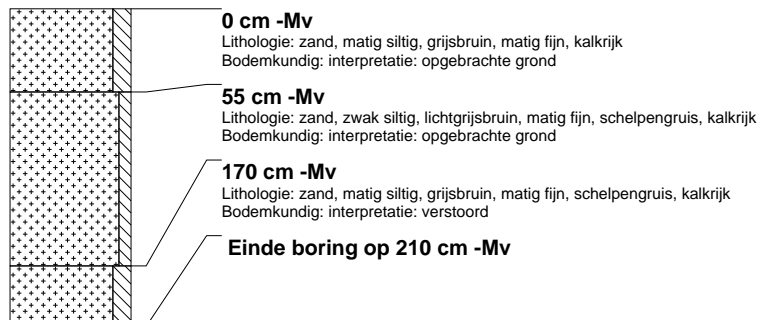 0 cm -Mv
Lithologie: zand, matig siltig, grijsbruin, matig fijn, kalkrijk
Bodemkundig: interpretatie: opgebrachte grond
55 cm -Mv
Lithologie: zand, zwak siltig, lichtgrijsbruin, matig fijn, schelpengruis, kalkrijk
Bodemkundig: interpretatie: opgebrachte grond
170 cm -Mv
Lithologie: zand, matig siltig, grijsbruin, matig fijn, schelpengruis, kalkrijk
Bodemkundig: interpretatie: verstoord
Einde boring op 210 cm -Mv